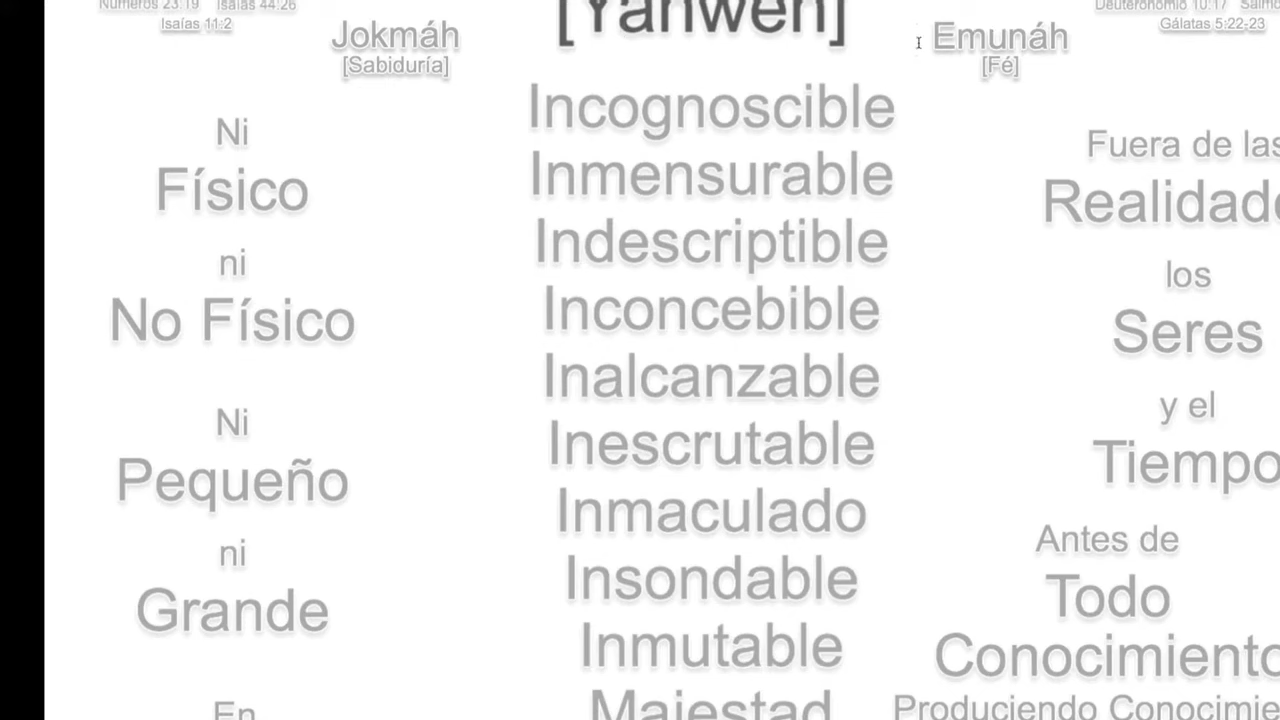 Números 23:19 Isaías 44:26
Isaías 11:2
Jokmáh
[Sabiduría]
Ni
Físico
ni
No Físico
Ni
Pequeño
ni
Grande
En
[Yahweh]
Incognoscible
Inmensurable
Indescriptible
Inconcebible
Inalcanzable
Inescrutable
Inmaculado
Insondable
Inmutable
Majestad
Deuteronomio 10:17 Salmo
Gálatas 5:22-23
Emunáh
[Fé]
Fuera de las
Realidade
los
Seres
y el
Tiempo
Antes de
Todo
Conocimiento
Produciendo Conocimie